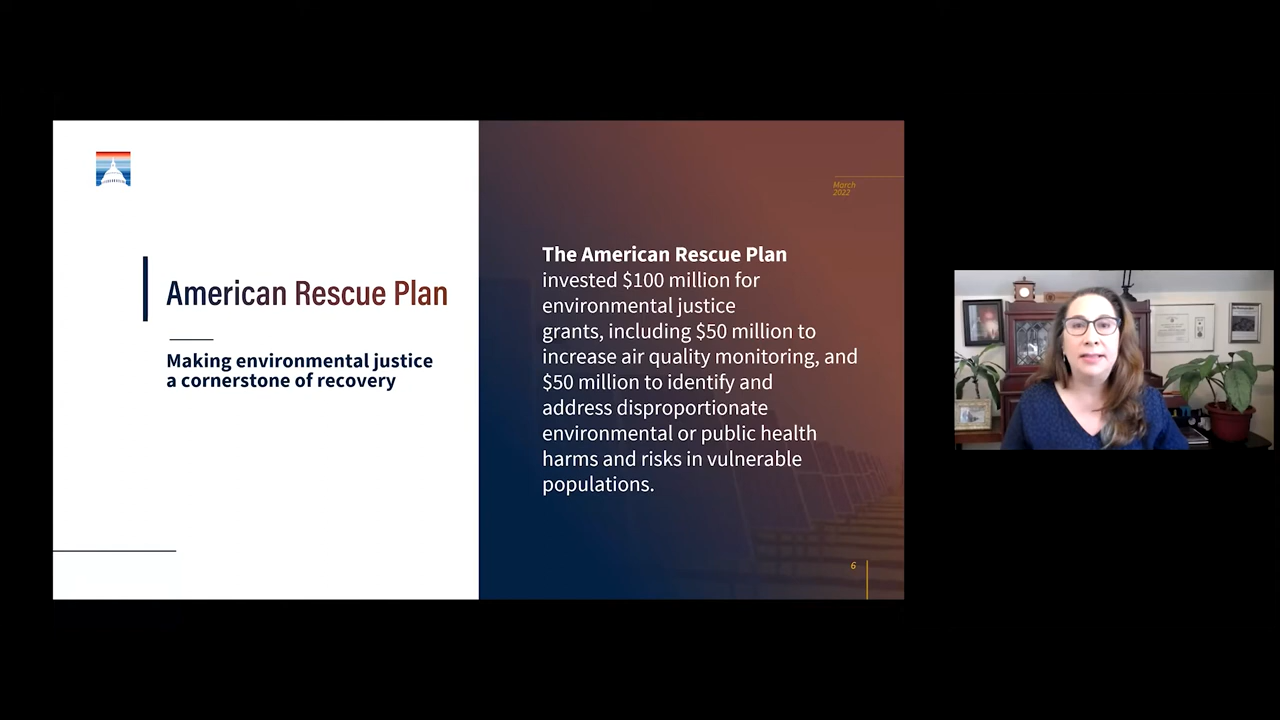 American Rescue Plan
Making environmental justice
a cornerstone of recovery
March
2022
The American Rescue Plan
invested $100 million for
environmental justice
grants, including $50 million to
increase air quality monitoring, and
$50 million to identify and
address disproportionate
environmental or public health
harms and risks in vulnerable
populations.
6